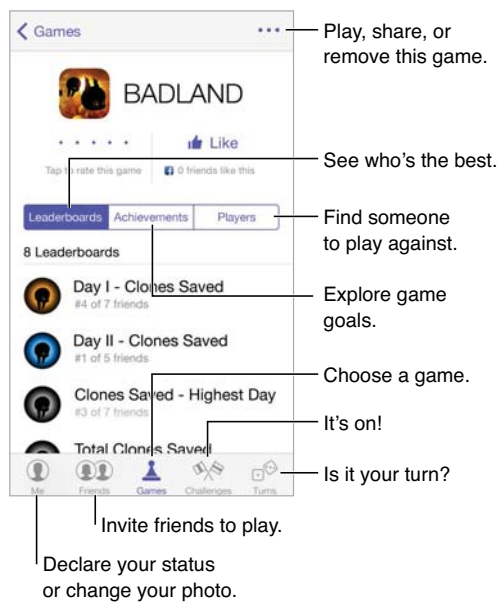 Games
Play, share, or
remove this game.
BADLAND
Like
Tap to rate this game
0 friends like this
See who's the best.
Leaderboards
Achievements
Players
Find someone
to play against.
8 Leaderboards
Day I - Clones Saved
#4 of 7 friends
Explore game
goals.
Day II - Clones Saved
#1 of 5 friends
Choose a game.
Clones Saved - Highest Day
#3 of 7 friends
It's on!
Total Clones Saved
Is it your turn?
Me
Friends
Games
Challenges
Turns
Invite friends to play.
Declare your status
or change your photo.